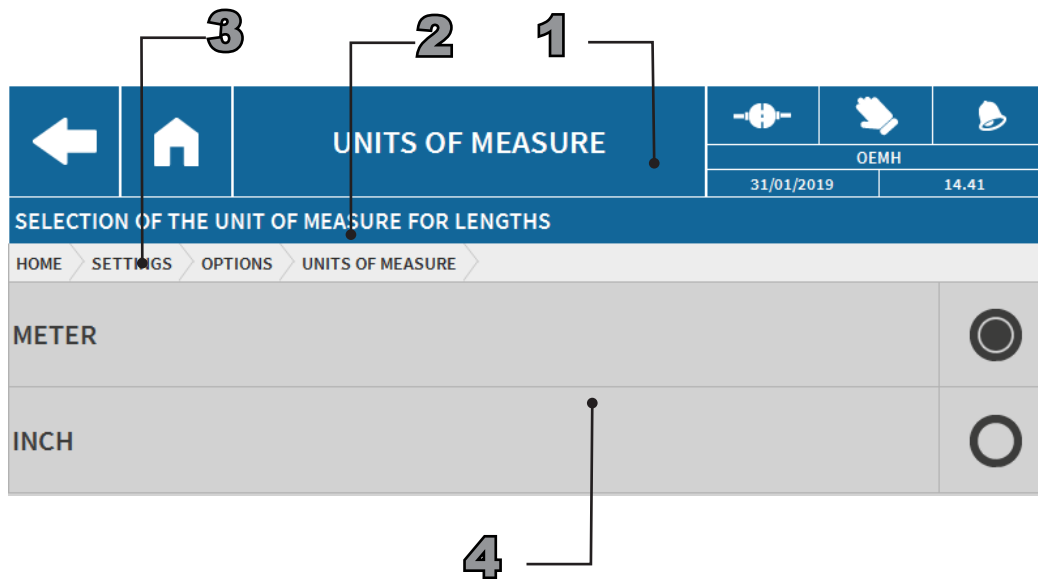 3 2 1
UNITS OF MEASURE
OEMH
31/01/2019 14.41
SELECTION OF THE UNIT OF MEASURE FOR LENGTHS
HOME SETTINGS OPTIONS UNITS OF MEASURE
METER
INCH
4